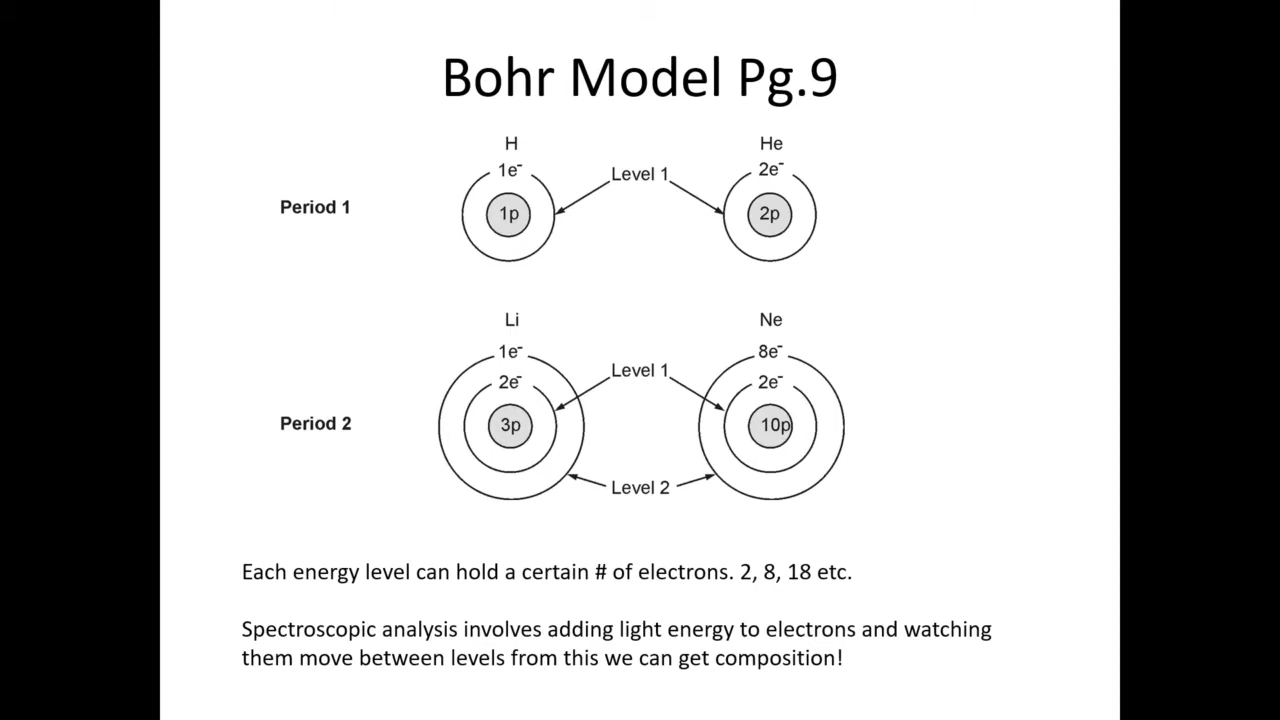 Bohr Model Pg.9
H
He
1e⁻
Level 1
2e⁻
Period 1
1p
2p
Li
Ne
1e⁻
8e⁻
2e⁻
Level 1
2e⁻
Period 2
3p
10p
Level 2
Each energy level can hold a certain # of electrons. 2, 8, 18 etc.
Spectroscopic analysis involves adding light energy to electrons and watching
them move between levels from this we can get composition!